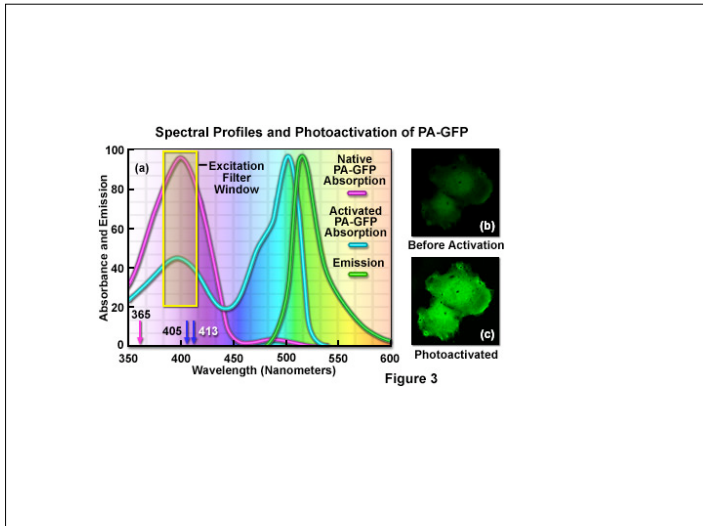 Spectral Profiles and Photoactivation of PA-GFP
(a)
Excitation
Filter
Window
Native
PA-GFP
Absorption
Activated
PA-GFP
Absorption
Emission
Absorbance and Emission
100
80
60
40
20
0
365
405
413
350
400
450
500
550
600
Wavelength (Nanometers)
(b)
Before Activation
(c)
Photoactivated
Figure 3